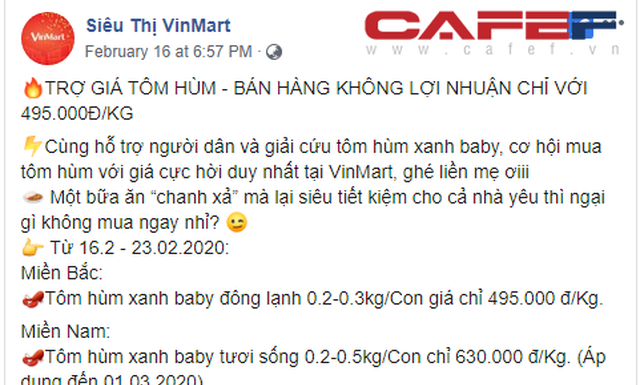 VINMART
Siêu Thị VinMart
February 16 at 6:57 PM ·
CAFEF
www.cafef.vn
🔥TRỢ GIÁ TÔM HÙM - BÁN HÀNG KHÔNG LỢI NHUẬN CHỈ VỚI
495.000Đ/KG
⚡Cùng hỗ trợ người dân và giải cứu tôm hùm xanh baby, cơ hội mua
tôm hùm với giá cực hời duy nhất tại VinMart, ghé liền mẹ ơiii
Một bữa ăn “chanh xả” mà lại siêu tiết kiệm cho cả nhà yêu thì ngại
gì không mua ngay nhỉ? 😉
👉 Từ 16.2 - 23.02.2020:
Miền Bắc:
🦐Tôm hùm xanh baby đông lạnh 0.2-0.3kg/Con giá chỉ 495.000 đ/Kg.
Miền Nam:
🦐Tôm hùm xanh baby tươi sống 0.2-0.5kg/Con chỉ 630.000 đ/Kg. (Áp
dụng đến 01.03.2020)